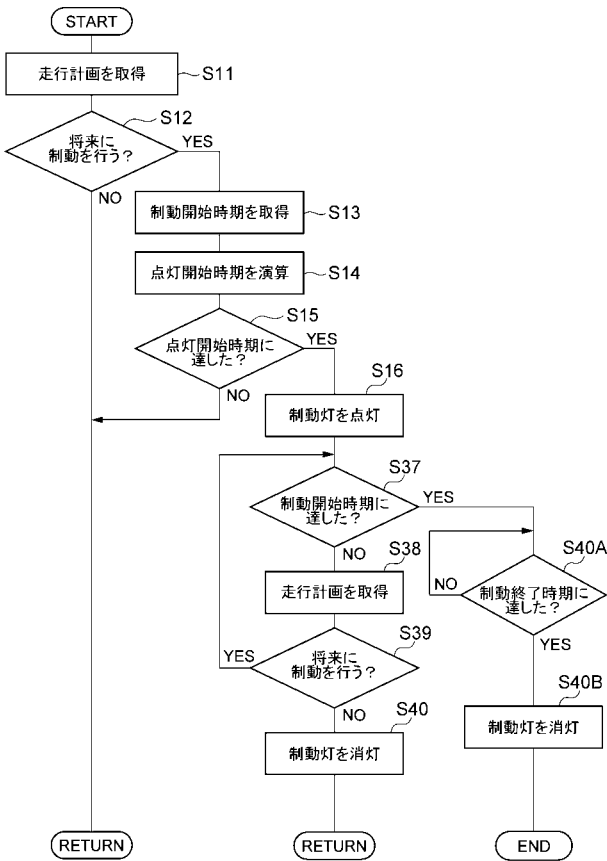 START
走行計画を取得
S11
S12
将来に
制動を行う？
YES
NO
制動開始時期を取得
S13
点灯開始時期を演算
S14
S15
点灯開始時期に
達した？
YES
NO
S16
制動灯を点灯
S37
制動開始時期に
達した？
YES
NO
S38
走行計画を取得
S40A
制動終了時期に
達した？
NO
YES
S39
将来に
制動を行う？
YES
NO
S40
制動灯を消灯
S40B
制動灯を消灯
RETURN
RETURN
END